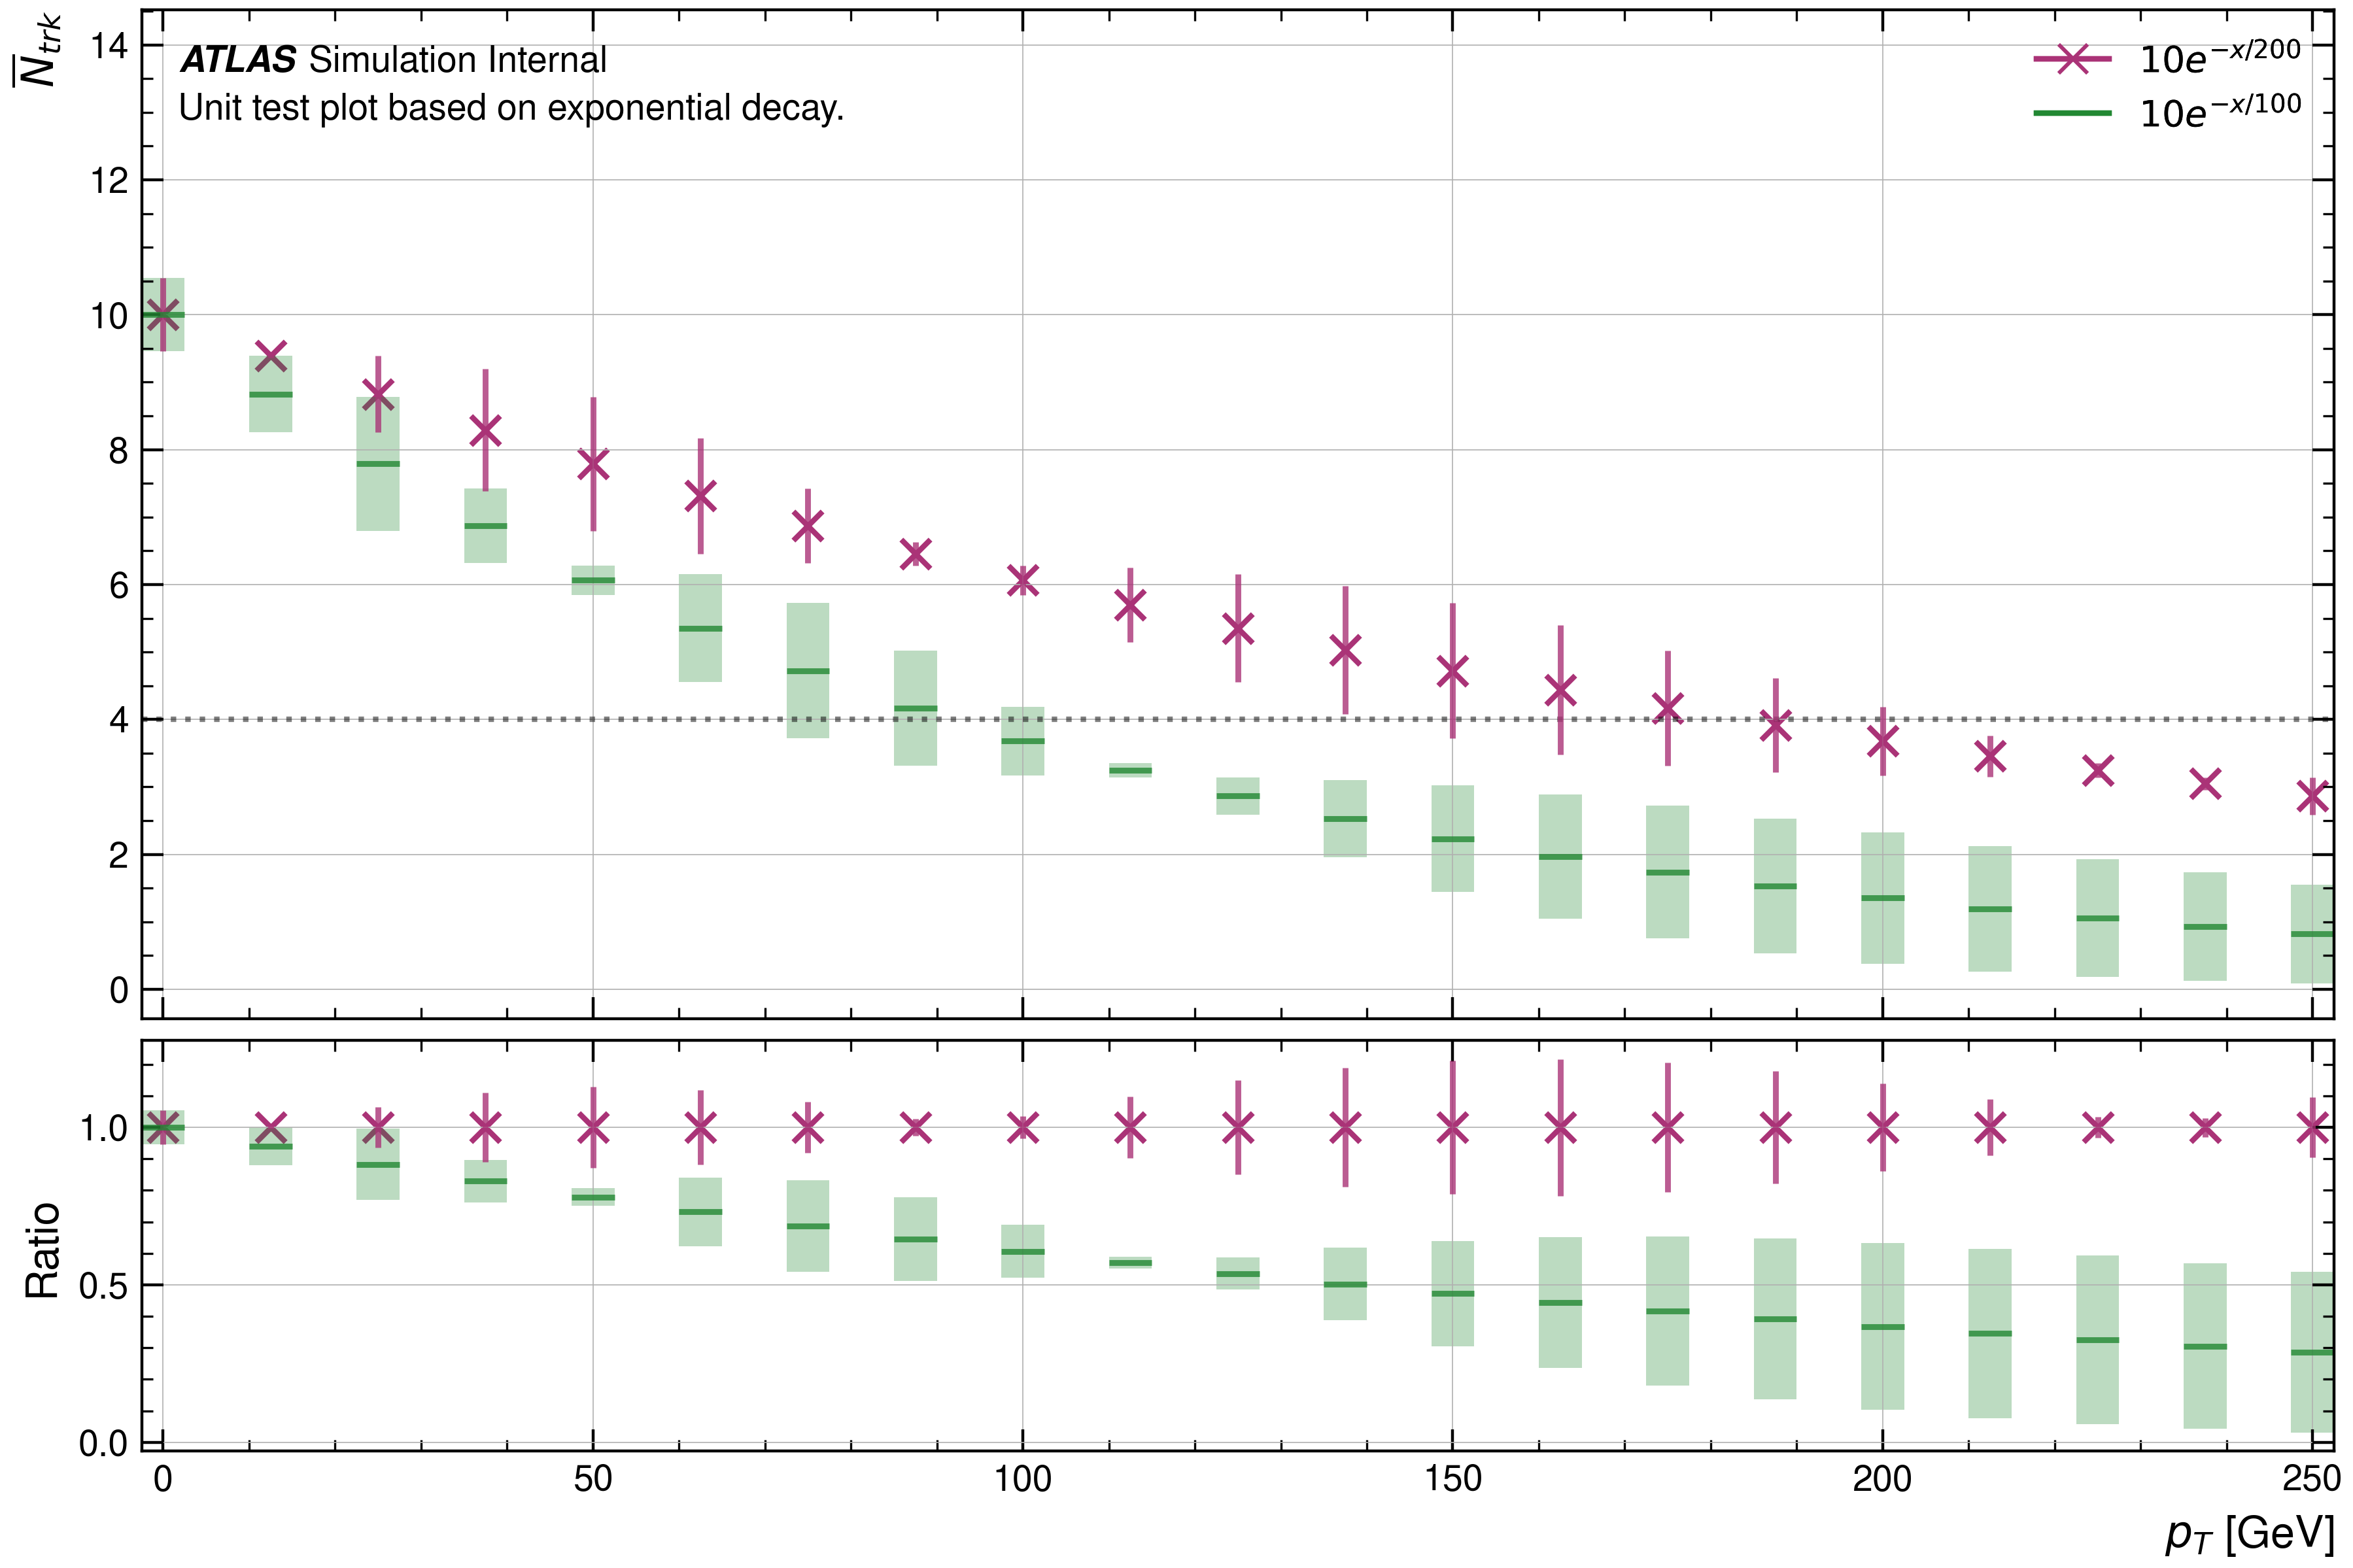 N̅_trk
ATLAS Simulation Internal
Unit test plot based on exponential decay.
10e^{-x/200}
10e^{-x/100}
14
12
10
8
6
4
2
0
Ratio
1.0
0.5
0.0
0 50 100 150 200 250
p_T [GeV]